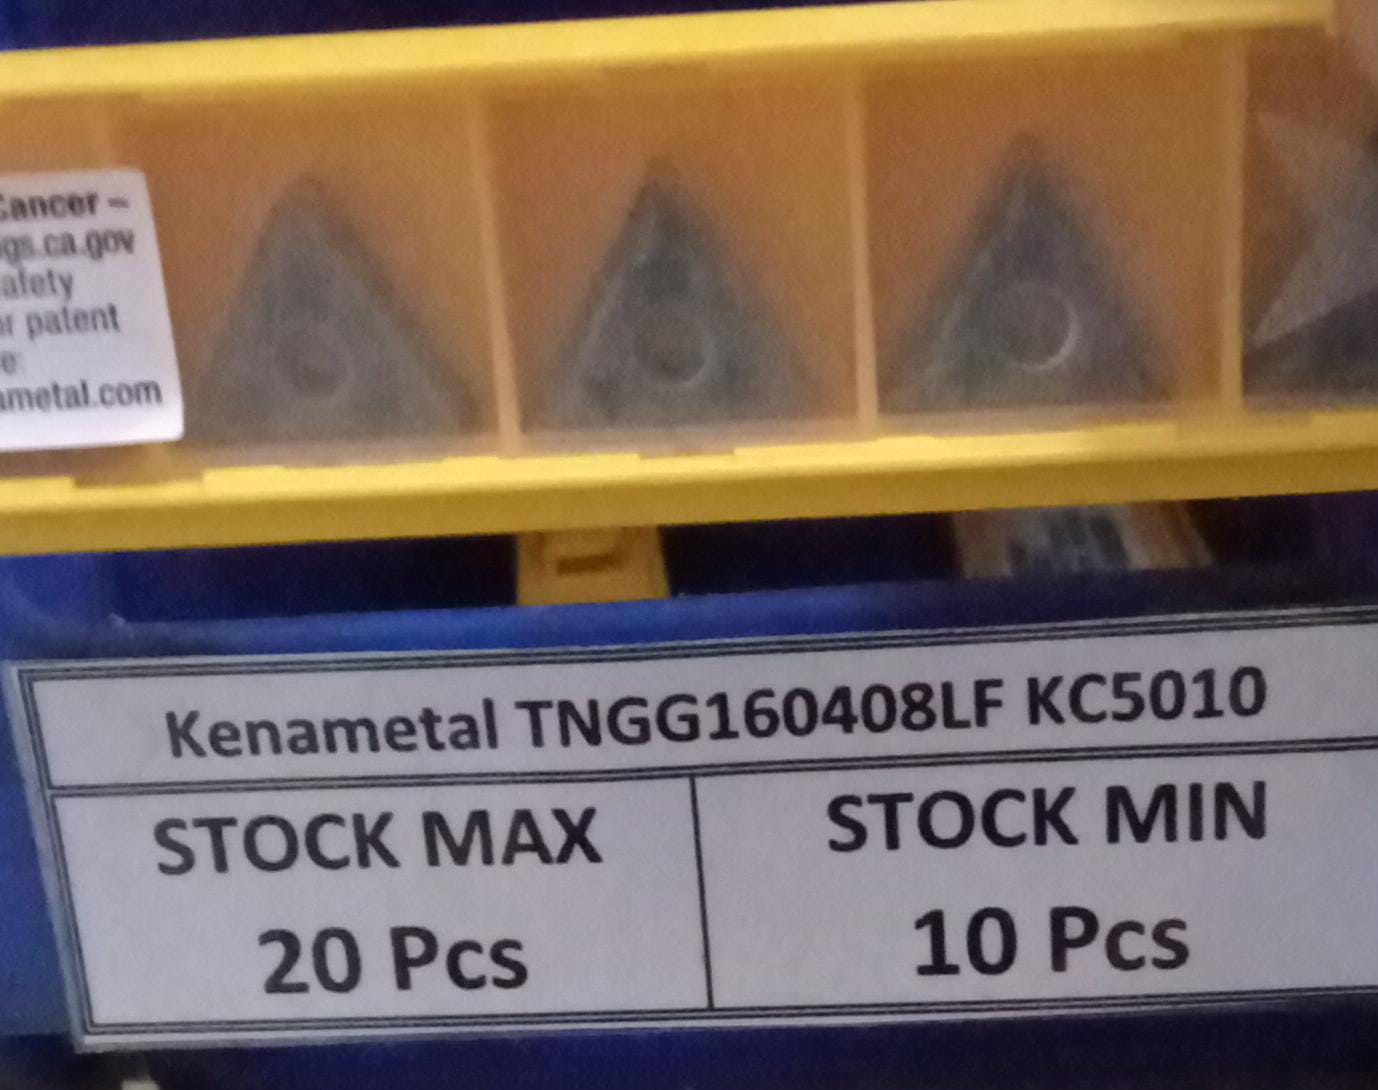 Cancer –
gs.ca.gov
afety
or patent
e:
ametal.com
Kenametal TNGG160408LF KC5010
STOCK MAX
STOCK MIN
20 Pcs
10 Pcs